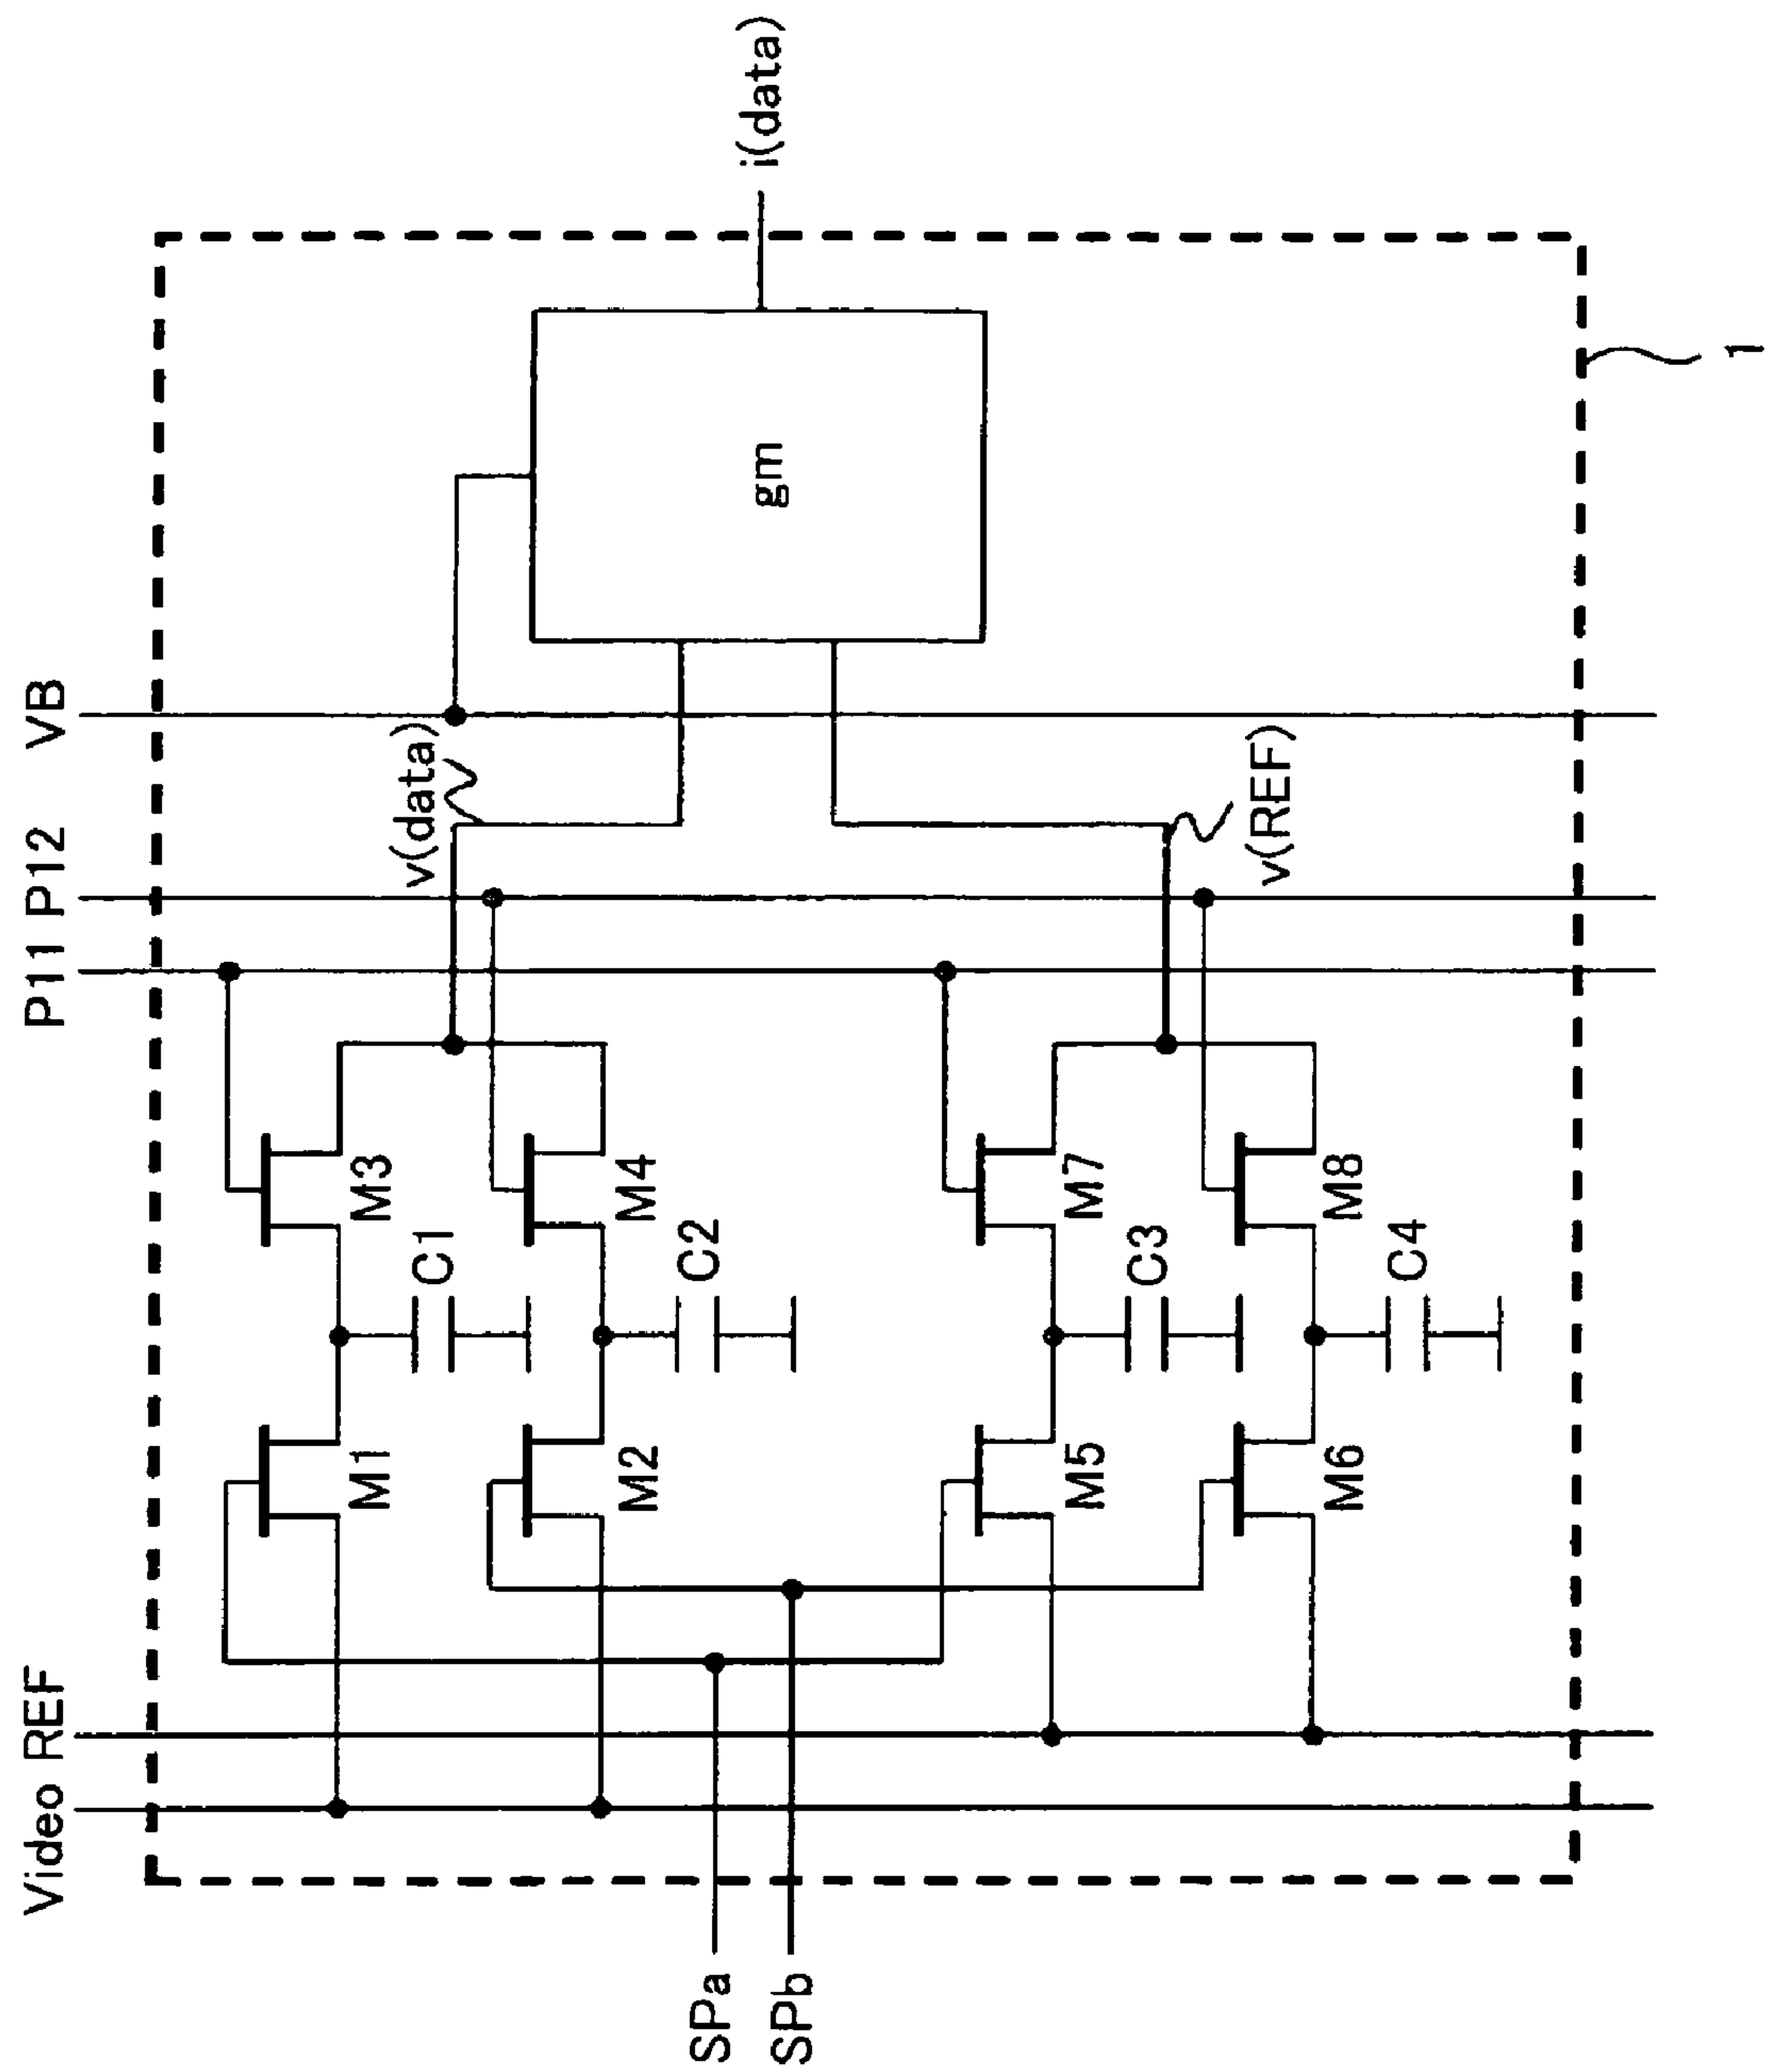 Video REF
P11 P12
VB
SPa
SPb
M1
M3
C1
M2
M4
C2
M5
M7
C3
M6
M8
C4
v(data)
v(REF)
gm
i(data)
1